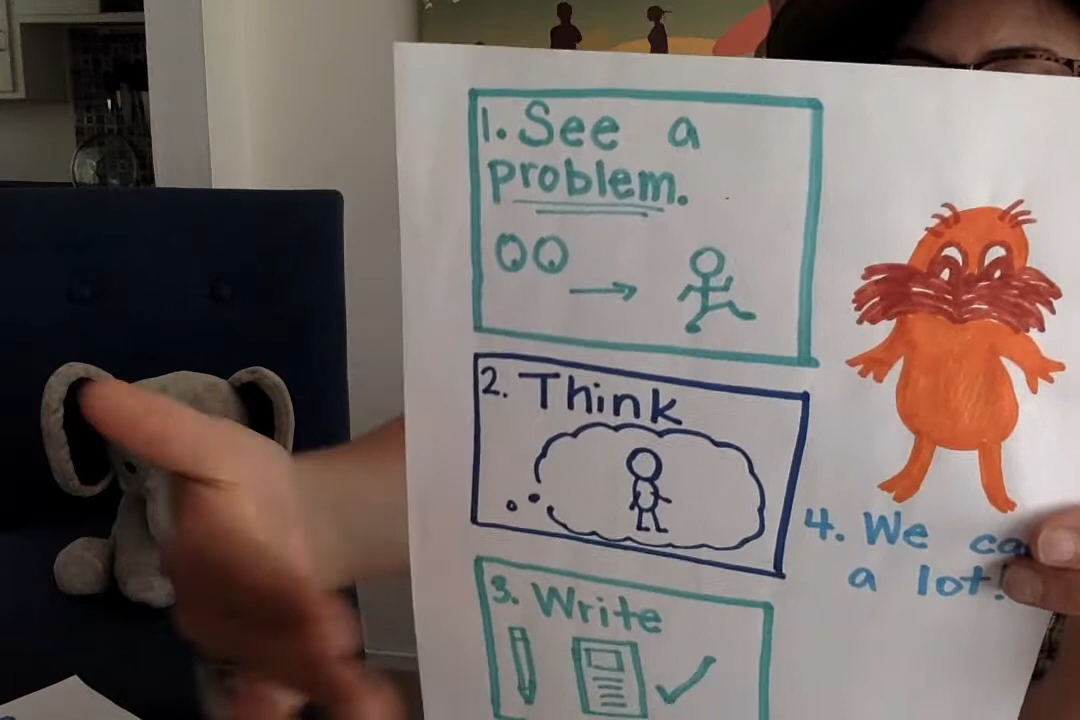 1. See a
problem.
2. Think
3. Write
4. We
a lot!